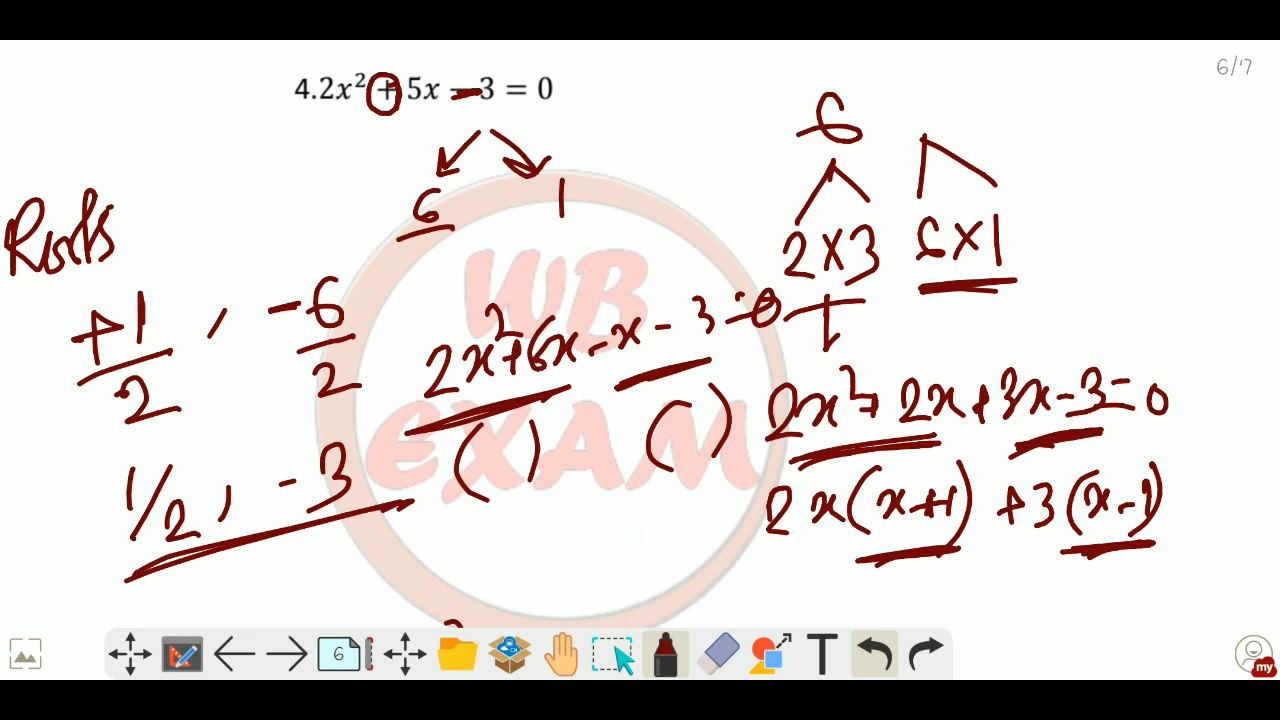 6/7
4.2x² + 5x - 3 = 0
6
6 1
2 X 3 6 X 1
Roots
+1/2 , -6/2
2x² + 6x - x - 3 = 0
( ) ( )
2x² + 2x + 3x - 3 = 0
1/2 , -3
2x (x+1) + 3 (x-1)
WB
EXAM
6
my